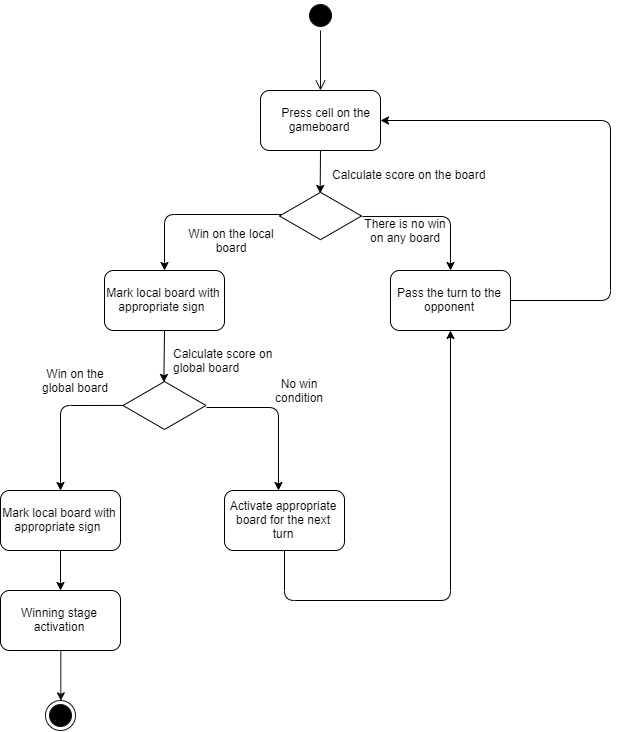 Press cell on the
gameboard
Calculate score on the board
There is no win
on any board
Win on the local
board
Mark local board with
appropriate sign
Pass the turn to the
opponent
Calculate score on
global board
Win on the
global board
No win
condition
Mark local board with
appropriate sign
Activate appropriate
board for the next
turn
Winning stage
activation